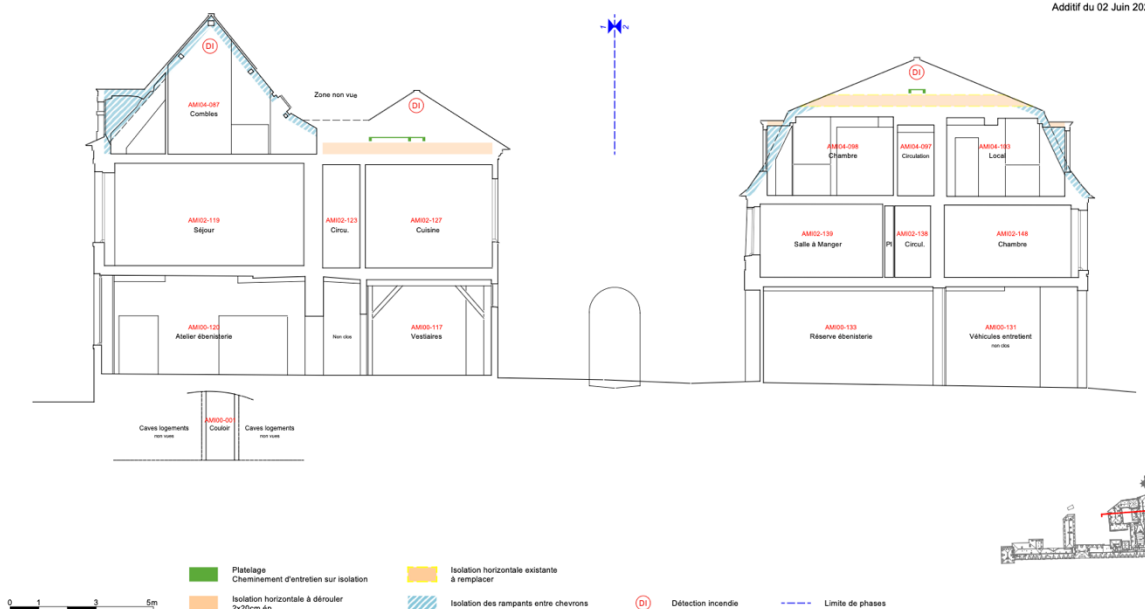 Additif du 02 Juin 202
DI
Zone non vue
DI
1
2
DI
AMI04-087
Combles
AMI04-098
Chambre
AMI04-097
Circulation
AMI04-103
Local
AMI02-119
Séjour
AMI02-123
Circu.
AMI02-127
Cuisine
AMI02-139
Salle à Manger
Pl
AMI02-138
Circul.
AMI02-148
Chambre
AMI00-120
Atelier ébenisterie
Non clos
AMI00-117
Vestiaires
AMI00-133
Réserve ébenisterie
AMI00-131
Véhicules entretient
non clos
Caves logements
non vues
AMI00-001
Couloir
Caves logements
non vues
Platelage
Cheminement d'entretien sur isolation
Isolation horizontale existante
à remplacer
Isolation horizontale à dérouler
2x20cm ép
Isolation des rampants entre chevrons
DI
Détection incendie
Limite de phases
0 1 3 5m